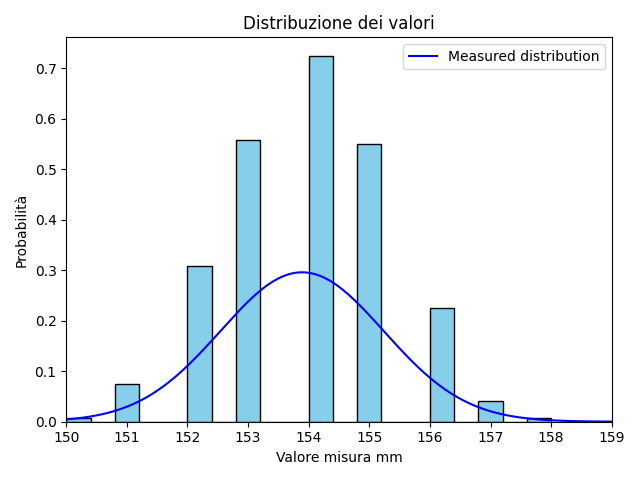 Distribuzione dei valori
Measured distribution
Probabilità
0.7
0.6
0.5
0.4
0.3
0.2
0.1
0.0
150 151 152 153 154 155 156 157 158 159
Valore misura mm